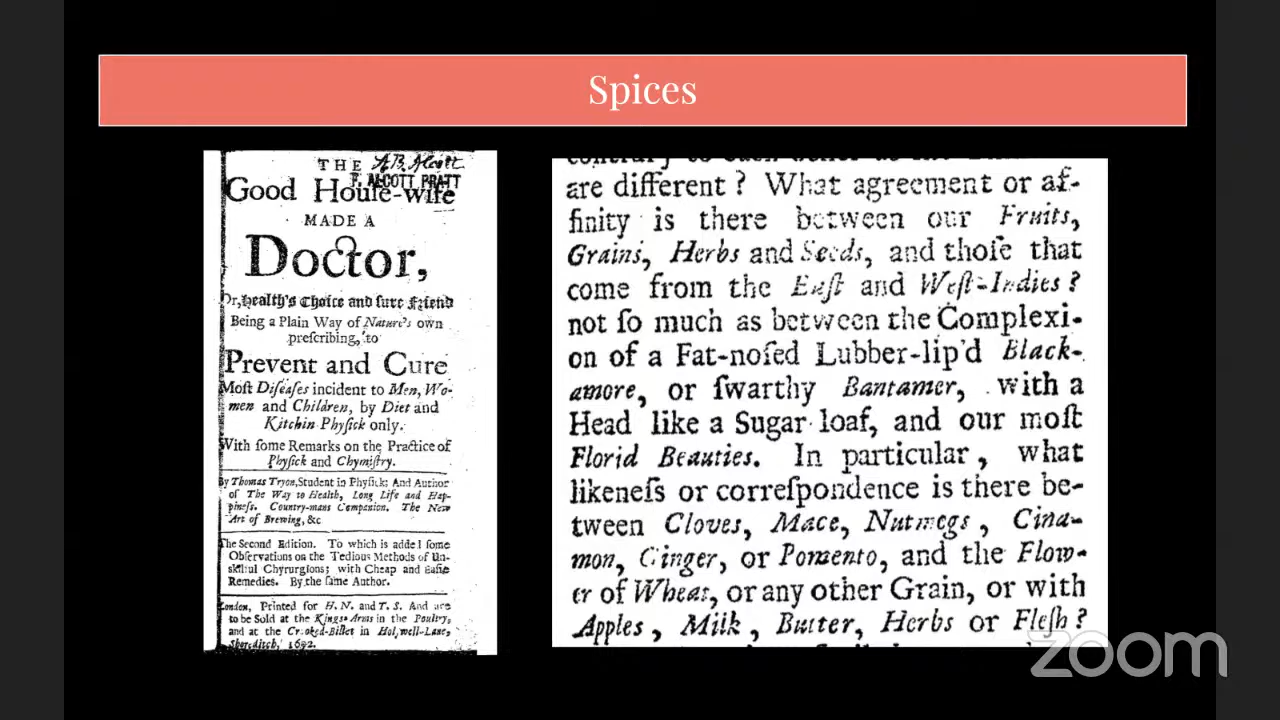 Spices
THE A.B. Alcott
F. ALCOTT PRATT
Good Houſe-wife
MADE A
Doctor,
Or, Health's Choice and ſure Friend
Being a Plain Way of Nature's own
preſcribing, to
Prevent and Cure
Moſt Diſeaſes incident to Men, Wo-
men and Children, by Diet and
Kitchin-Phyſick only.
With ſome Remarks on the Practice of
Phyſick and Chymiſtry.
By Thomas Tryon, Student in Phyſick; And Author
of The Way to Health, Long Life and Hap-
pineſs. Country-mans Companion. The New
Art of Brewing, &c
The Second Edition. To which is added ſome
Obſervations on the Tedious Methods of Un-
skilful Chyrurgions; with Cheap and Eaſie
Remedies. By the ſame Author.
London, Printed for H. N. and T. S. And are
to be Sold at the Kings-Arms in the Poultry,
and at the Crooked-Billet in Holywell-Lane,
Shoreditch, 1692.
contrary to each other as the
are different ? What agreement or af-
finity is there between our Fruits,
Grains, Herbs and Seeds, and thoſe that
come from the Eaſt and Weſt-Indies ?
not ſo much as between the Complexi-
on of a Fat-noſed Lubber-lip'd Black-
amore, or ſwarthy Bantamer, with a
Head like a Sugar-loaf, and our moſt
Florid Beauties. In particular, what
likeneſs or correſpondence is there be-
tween Cloves, Mace, Nutmegs, Cina-
mon, Ginger, or Pomento, and the Flow-
er of Wheat, or any other Grain, or with
Apples, Milk, Butter, Herbs or Fleſh ?
zoom